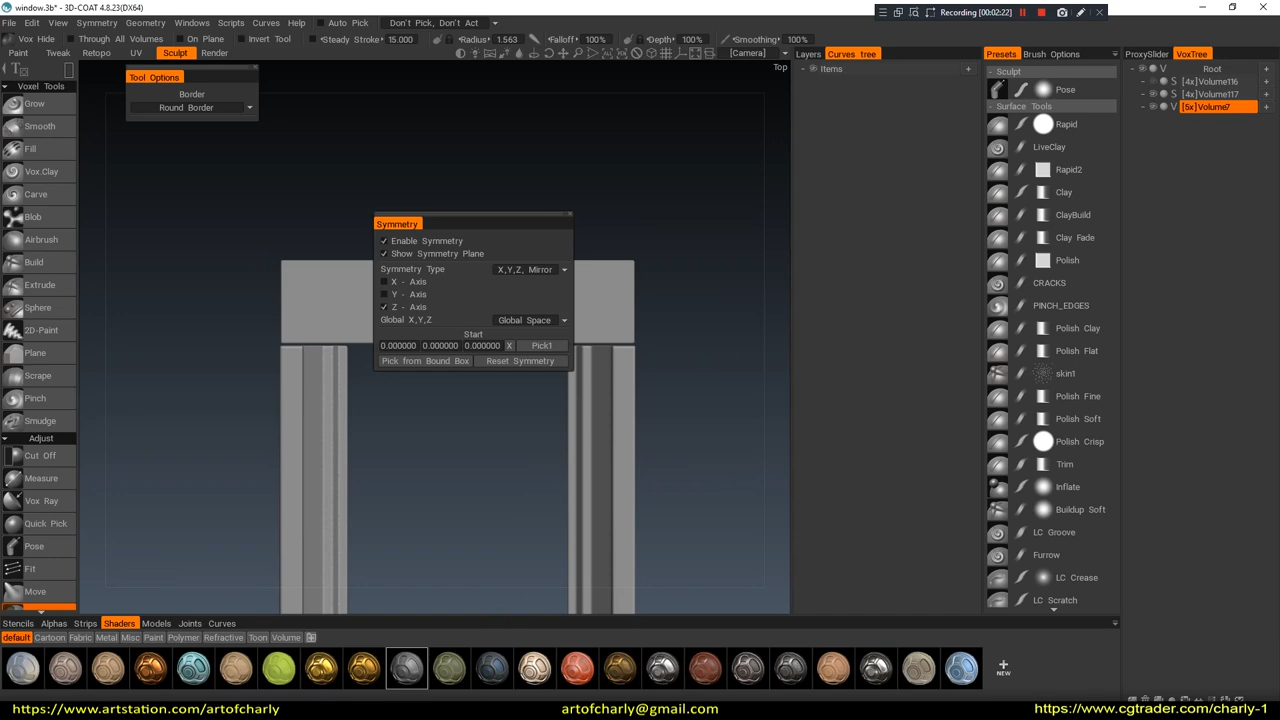 window.3b* - 3D-COAT 4.8.23(DX64)
Recording [00:02:22]
File Edit View Symmetry Geometry Windows Scripts Curves Help Auto Pick Don't Pick, Don't Act
Vox Hide Through All Volumes On Plane Invert Tool Steady Stroke 15.000 Radius 1.563 Falloff 100% Depth 100% Smoothing 100%
Paint Tweak Retopo UV Sculpt Render [Camera]
Layers Curves tree
Presets Brush Options
ProxySlider VoxTree
Top
Items
Root
[4x]Volume116
[4x]Volume117
[5x]Volume7
Tool Options
Border
Round Border
Voxel Tools
Grow
Smooth
Fill
Vox.Clay
Carve
Blob
Airbrush
Build
Extrude
Sphere
2D-Paint
Plane
Scrape
Pinch
Smudge
Adjust
Cut Off
Measure
Vox Ray
Quick Pick
Pose
Fit
Move
Symmetry
Enable Symmetry
Show Symmetry Plane
Symmetry Type X,Y,Z, Mirror
X - Axis
Y - Axis
Z - Axis
Global X,Y,Z Global Space
Start
0.000000 0.000000 0.000000 X Pick1
Pick from Bound Box Reset Symmetry
Sculpt
Pose
Surface Tools
Rapid
LiveClay
Rapid2
Clay
ClayBuild
Clay Fade
Polish
CRACKS
PINCH_EDGES
Polish Clay
Polish Flat
skin1
Polish Fine
Polish Soft
Polish Crisp
Trim
Inflate
Buildup Soft
LC Groove
Furrow
LC Crease
LC Scratch
Stencils Alphas Strips Shaders Models Joints Curves
default Cartoon Fabric Metal Misc Paint Polymer Refractive Toon Volume
NEW
https://www.artstation.com/artofcharly
artofcharly@gmail.com
https://www.cgtrader.com/charly-1